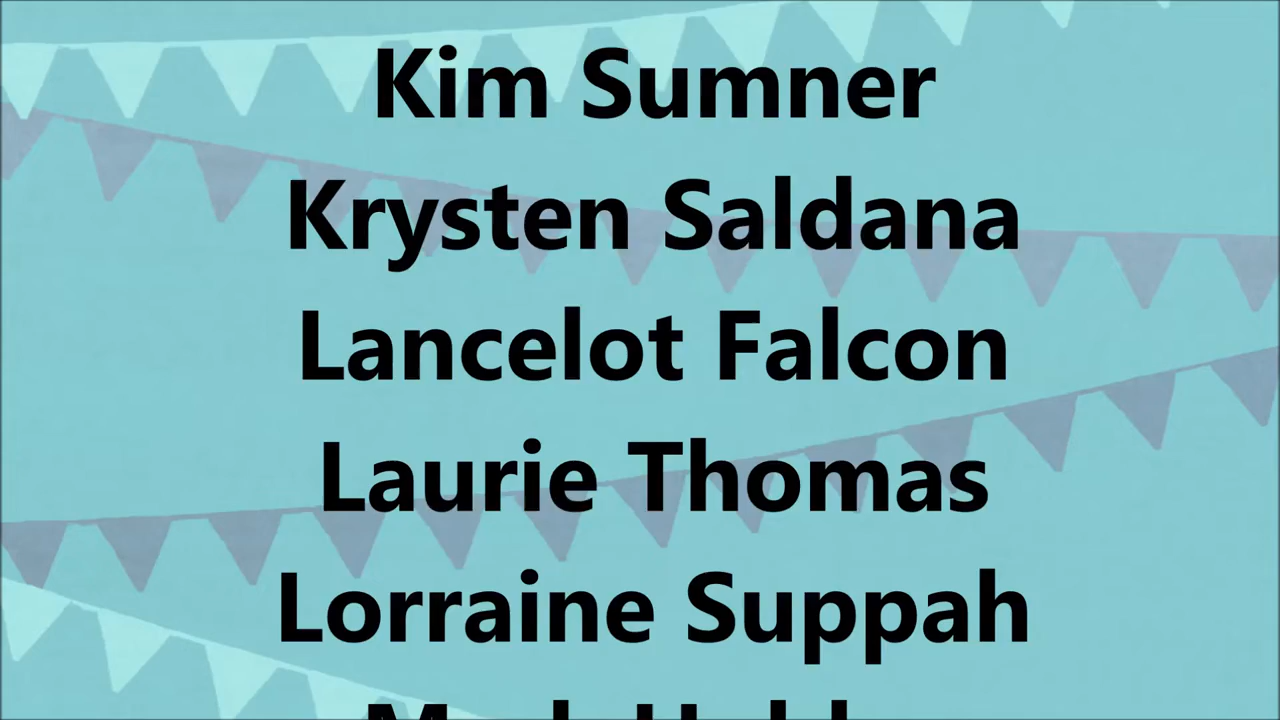 Kim Sumner
Krysten Saldana
Lancelot Falcon
Laurie Thomas
Lorraine Suppah